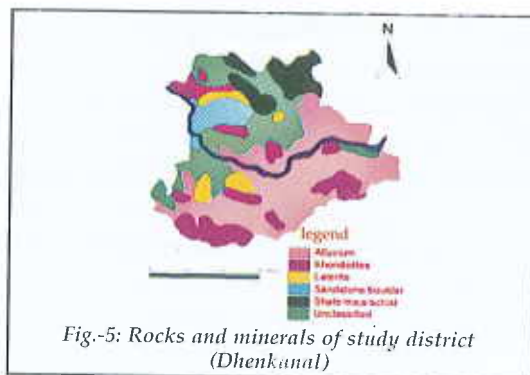 N
legend
Alluvium
Khondalites
Laterite
Sandstone boulder
Shale mica schist
Unclassified
Fig.-5: Rocks and minerals of study district
(Dhenkanal)